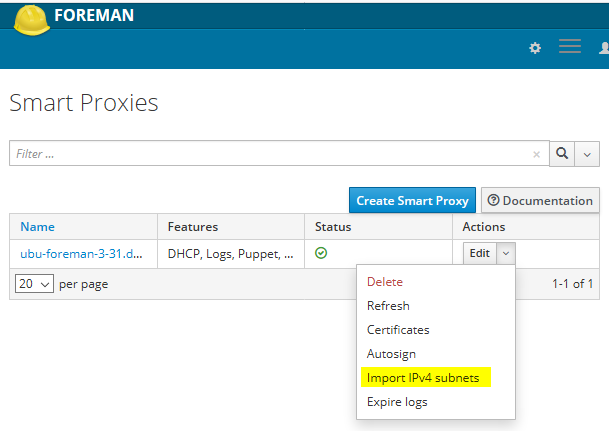 FOREMAN
Smart Proxies
Filter ...
Create Smart Proxy
Documentation
Name Features Status Actions
ubu-foreman-3-31.d... DHCP, Logs, Puppet, ... Edit
20 per page 1-1 of 1
Delete
Refresh
Certificates
Autosign
Import IPv4 subnets
Expire logs